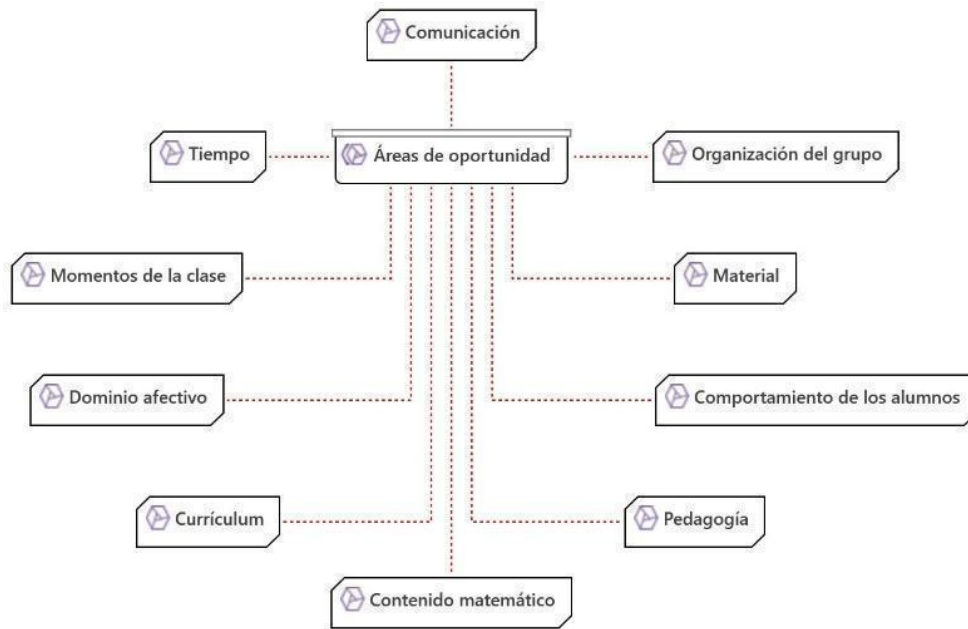 Comunicación
Tiempo
Áreas de oportunidad
Organización del grupo
Momentos de la clase
Material
Dominio afectivo
Comportamiento de los alumnos
Currículum
Pedagogía
Contenido matemático